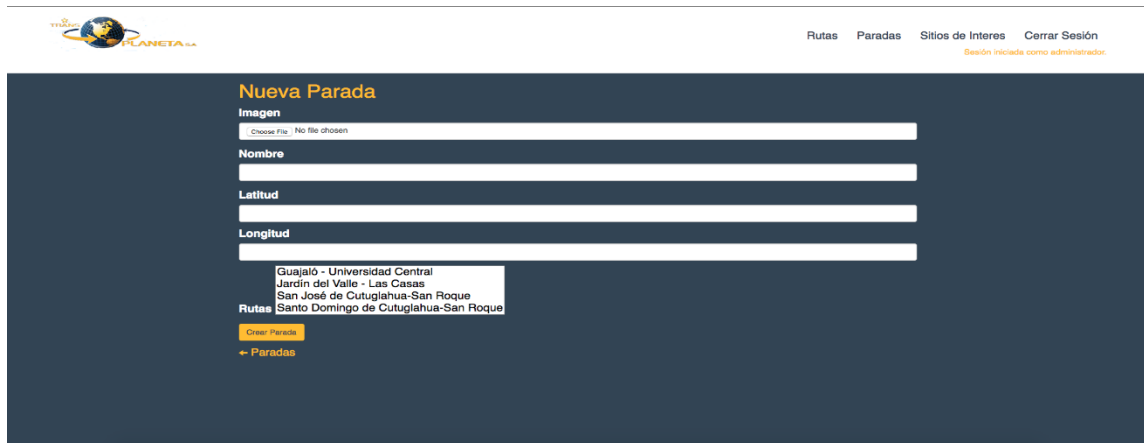 TRANS
PLANETA S.A.
Rutas Paradas Sitios de Interes Cerrar Sesión
Sesión iniciada como administrador.
Nueva Parada
Imagen
Choose File No file chosen
Nombre
Latitud
Longitud
Guajaló - Universidad Central
Jardín del Valle - Las Casas
San José de Cutuglahua-San Roque
Rutas Santo Domingo de Cutuglahua-San Roque
Crear Parada
← Paradas